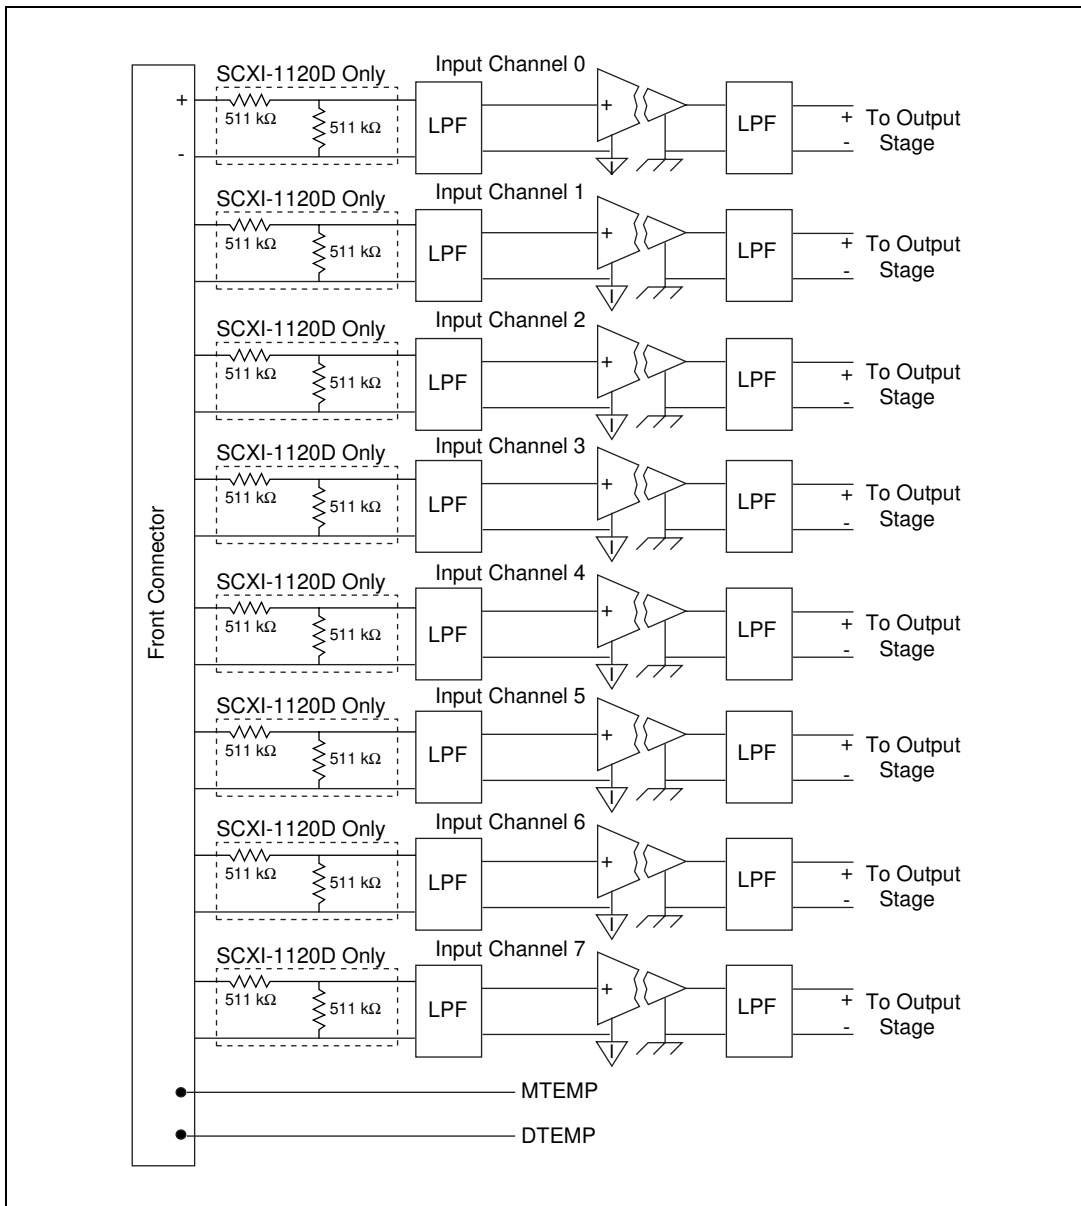 Front Connector
SCXI-1120D Only
Input Channel 0
+
-
511 kΩ
511 kΩ
LPF
+
LPF
+
-
To Output
Stage
SCXI-1120D Only
Input Channel 1
511 kΩ
511 kΩ
LPF
+
LPF
+
-
To Output
Stage
SCXI-1120D Only
Input Channel 2
511 kΩ
511 kΩ
LPF
+
LPF
+
-
To Output
Stage
SCXI-1120D Only
Input Channel 3
511 kΩ
511 kΩ
LPF
+
LPF
+
-
To Output
Stage
SCXI-1120D Only
Input Channel 4
511 kΩ
511 kΩ
LPF
+
LPF
+
-
To Output
Stage
SCXI-1120D Only
Input Channel 5
511 kΩ
511 kΩ
LPF
+
LPF
+
-
To Output
Stage
SCXI-1120D Only
Input Channel 6
511 kΩ
511 kΩ
LPF
+
LPF
+
-
To Output
Stage
SCXI-1120D Only
Input Channel 7
511 kΩ
511 kΩ
LPF
+
LPF
+
-
To Output
Stage
MTEMP
DTEMP